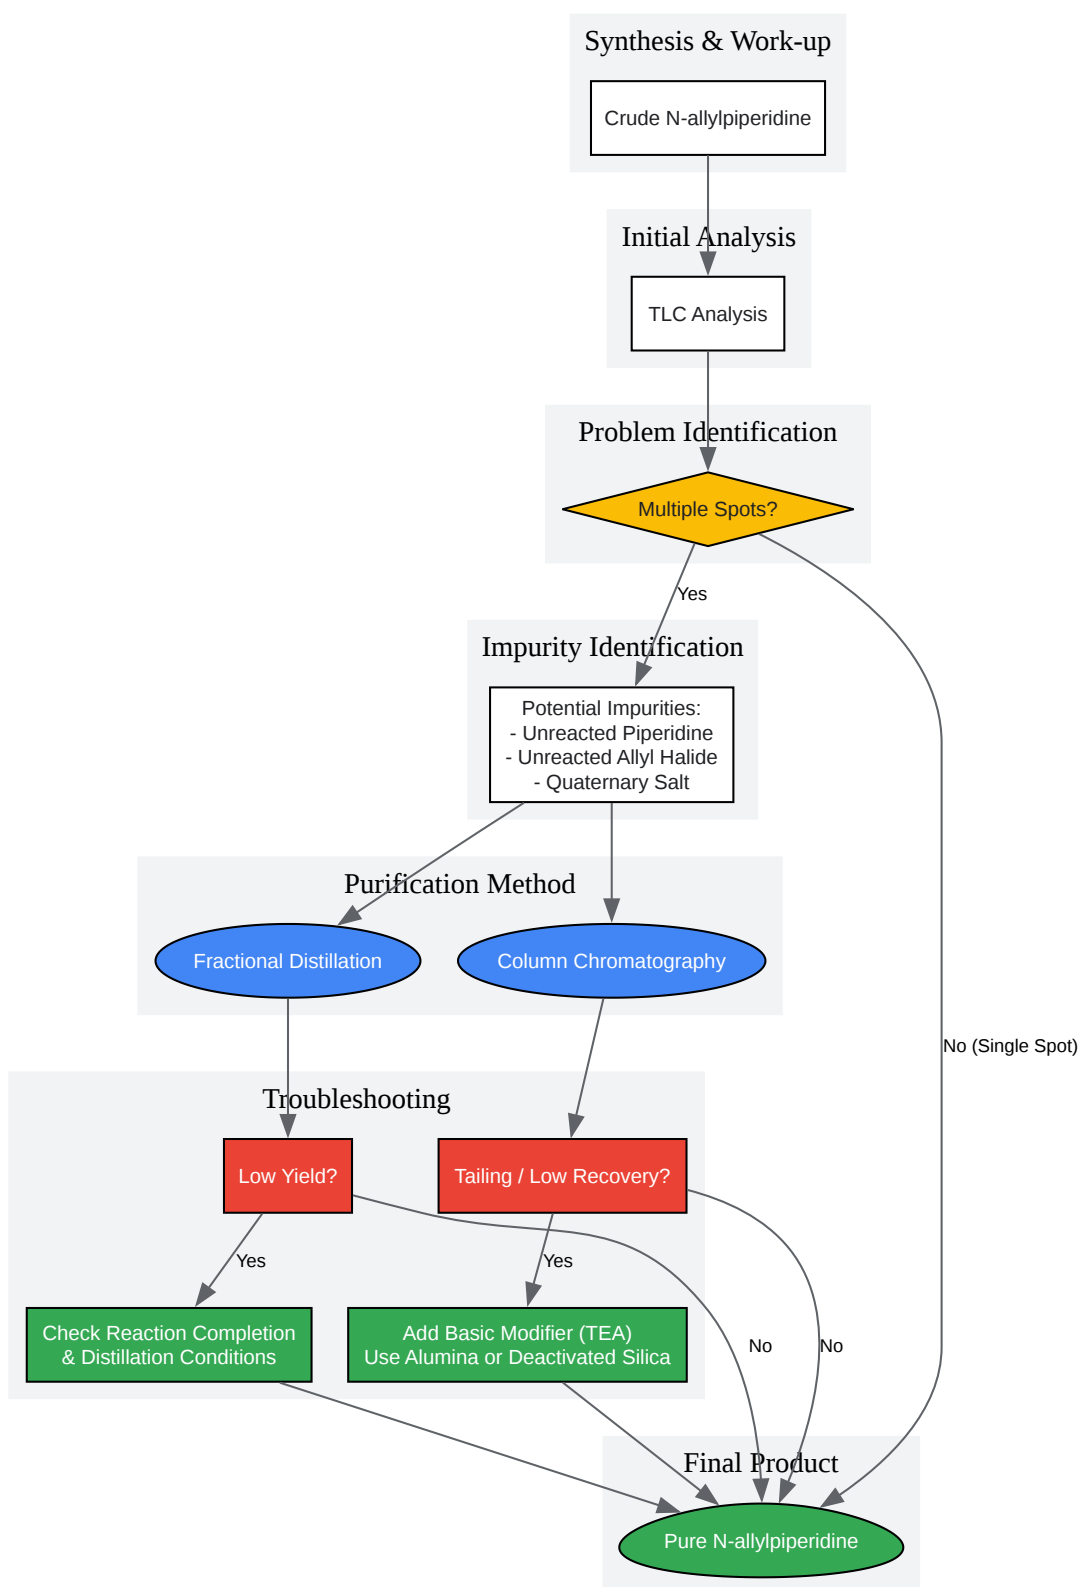 Synthesis & Work-up
Crude N-allylpiperidine
Initial Analysis
TLC Analysis
Problem Identification
Multiple Spots?
Yes
Impurity Identification
Potential Impurities:
- Unreacted Piperidine
- Unreacted Allyl Halide
- Quaternary Salt
Purification Method
Fractional Distillation
Column Chromatography
No (Single Spot)
Troubleshooting
Low Yield?
Tailing / Low Recovery?
Yes
Yes
Check Reaction Completion
& Distillation Conditions
Add Basic Modifier (TEA)
Use Alumina or Deactivated Silica
No
No
Final Product
Pure N-allylpiperidine